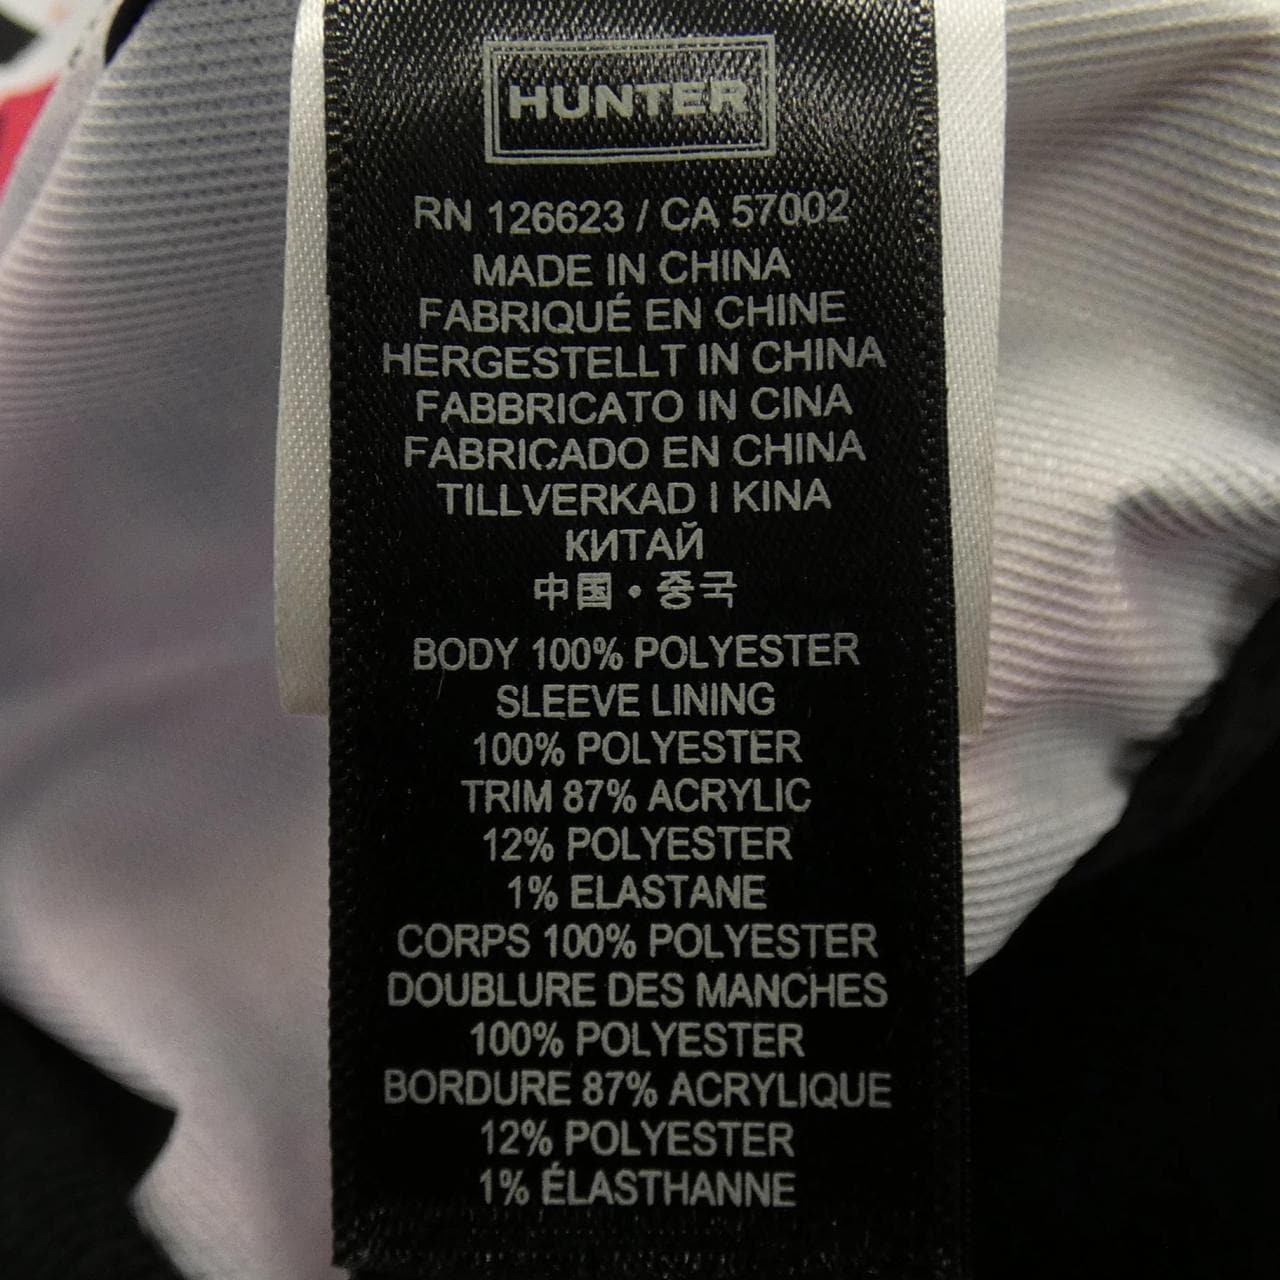 HUNTER
RN 126623 / CA 57002
MADE IN CHINA
FABRIQUÉ EN CHINE
HERGESTELLT IN CHINA
FABBRICATO IN CINA
FABRICADO EN CHINA
TILLVERKAD I KINA
КИТАЙ
中国 • 중국
BODY 100% POLYESTER
SLEEVE LINING
100% POLYESTER
TRIM 87% ACRYLIC
12% POLYESTER
1% ELASTANE
CORPS 100% POLYESTER
DOUBLURE DES MANCHES
100% POLYESTER
BORDURE 87% ACRYLIQUE
12% POLYESTER
1% ÉLASTHANNE